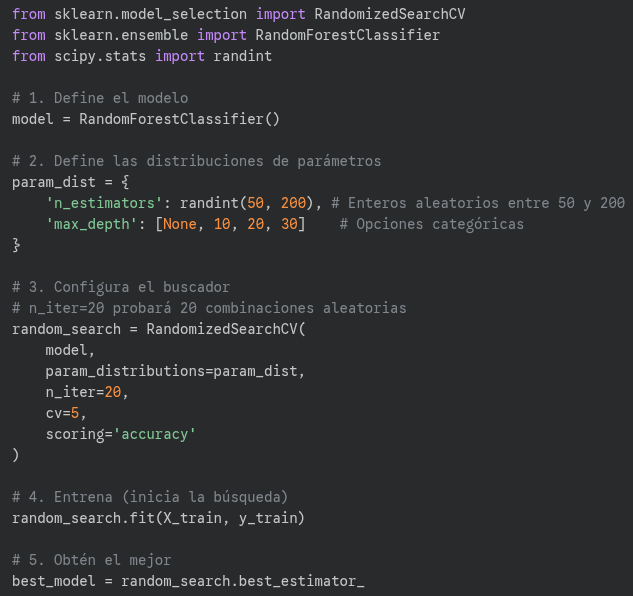 from sklearn.model_selection import RandomizedSearchCV
from sklearn.ensemble import RandomForestClassifier
from scipy.stats import randint

# 1. Define el modelo
model = RandomForestClassifier()

# 2. Define las distribuciones de parámetros
param_dist = {
    'n_estimators': randint(50, 200), # Enteros aleatorios entre 50 y 200
    'max_depth': [None, 10, 20, 30]    # Opciones categóricas
}

# 3. Configura el buscador
# n_iter=20 probará 20 combinaciones aleatorias
random_search = RandomizedSearchCV(
    model,
    param_distributions=param_dist,
    n_iter=20,
    cv=5,
    scoring='accuracy'
)

# 4. Entrena (inicia la búsqueda)
random_search.fit(X_train, y_train)

# 5. Obtén el mejor
best_model = random_search.best_estimator_